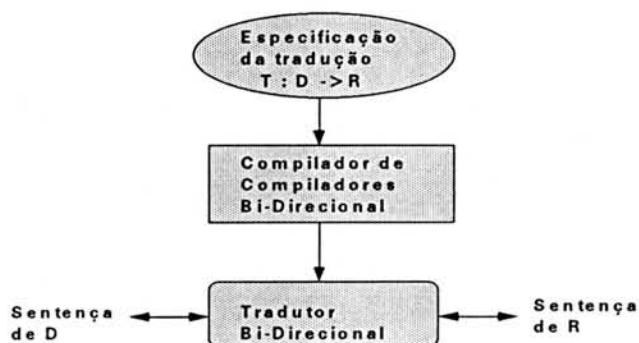 Especificação
da tradução
T : D -> R
Compilador de
Compiladores
Bi-Direcional
Sentença
de D
Tradutor
Bi-Direcional
Sentença
de R